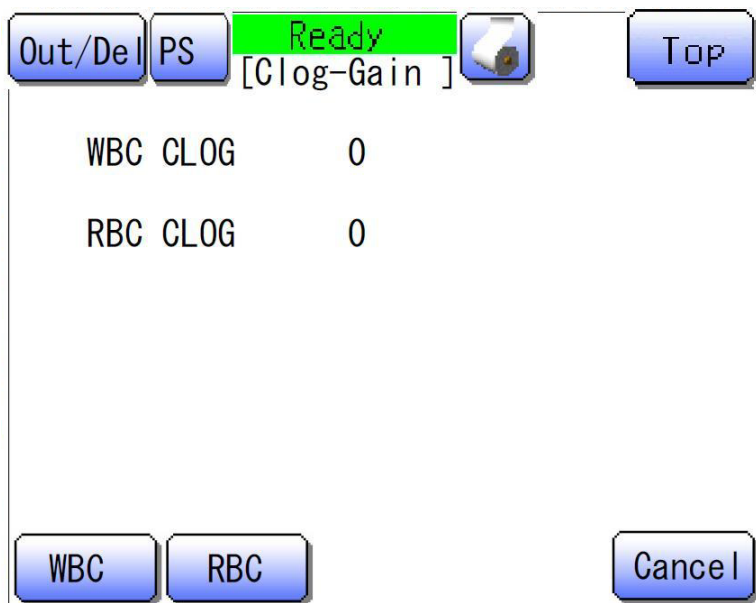 Out/Del PS Ready Top
[Clog-Gain ]
WBC CLOG 0
RBC CLOG 0
WBC RBC Cancel